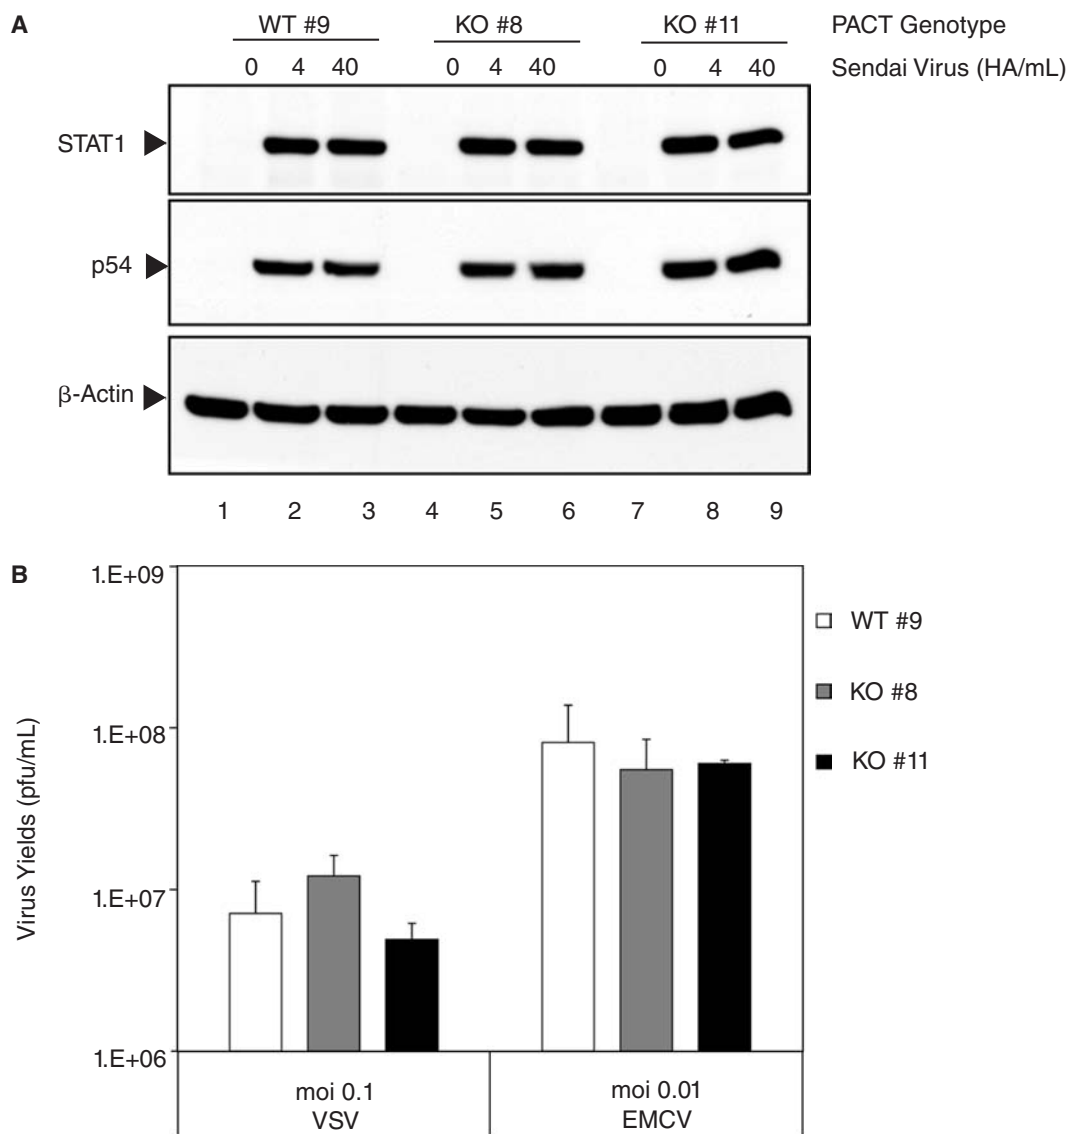 A
WT #9 KO #8 KO #11 PACT Genotype
0 4 40 0 4 40 0 4 40 Sendai Virus (HA/mL)
STAT1
p54
β-Actin
1 2 3 4 5 6 7 8 9
B
Virus Yields (pfu/mL)
1.E+09
1.E+08
1.E+07
1.E+06
moi 0.1 moi 0.01
VSV EMCV
WT #9
KO #8
KO #11